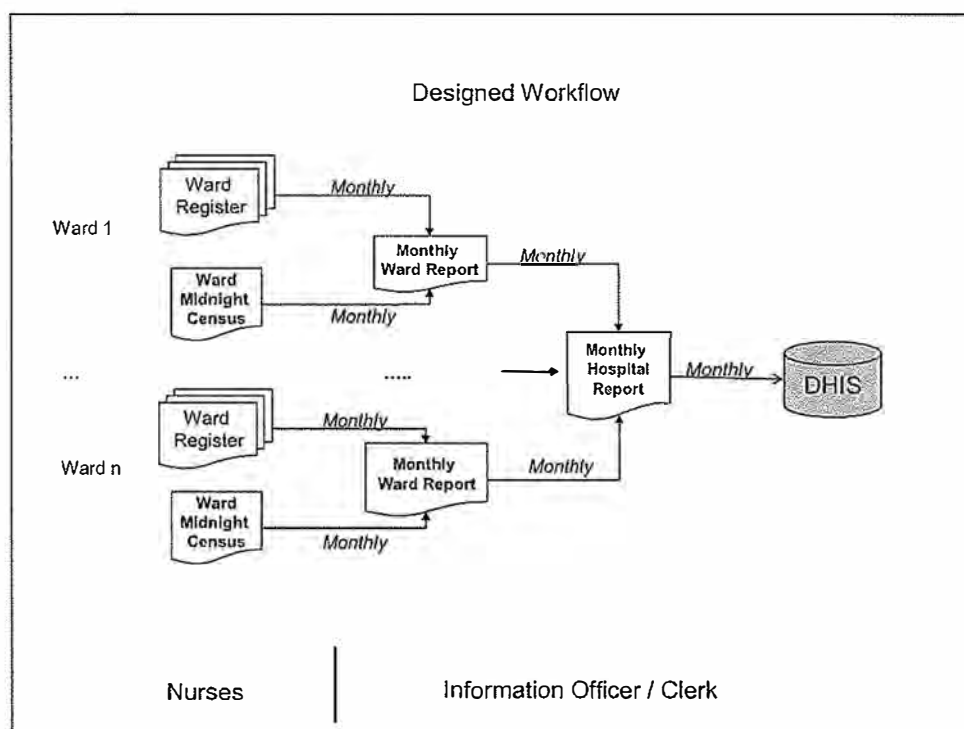 Designed Workflow
Ward
Register
Monthly
Ward 1
Monthly
Ward Report
Monthly
Ward
Midnight
Census
Monthly
Monthly
Hospital
Report
Monthly
DHIS
...
.....
Ward
Register
Monthly
Ward n
Monthly
Ward Report
Monthly
Ward
Midnight
Census
Monthly
Nurses
Information Officer / Clerk